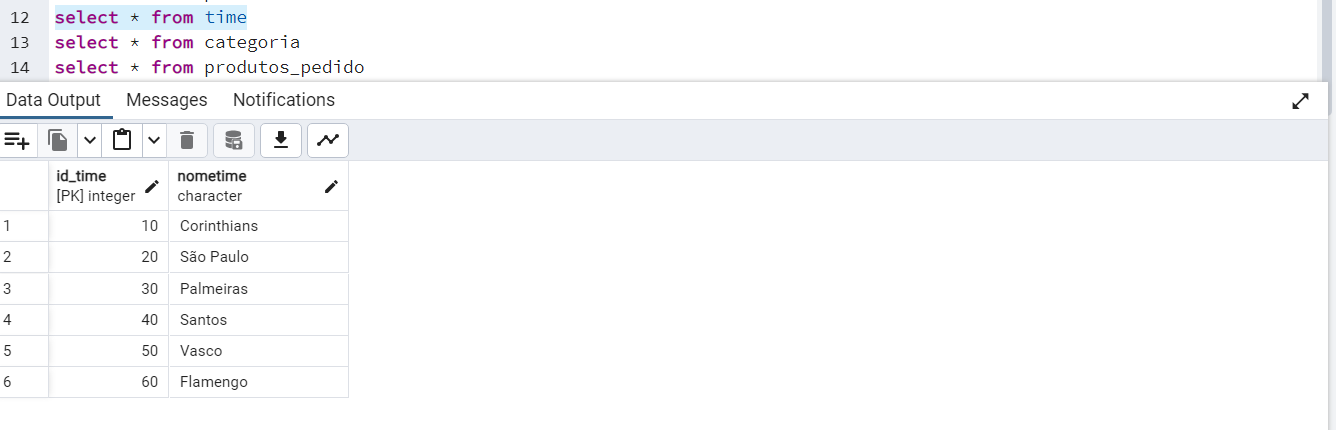 12 select * from time
13 select * from categoria
14 select * from produtos_pedido
Data Output Messages Notifications
id_time nometime
[PK] integer character
1 10 Corinthians
2 20 São Paulo
3 30 Palmeiras
4 40 Santos
5 50 Vasco
6 60 Flamengo